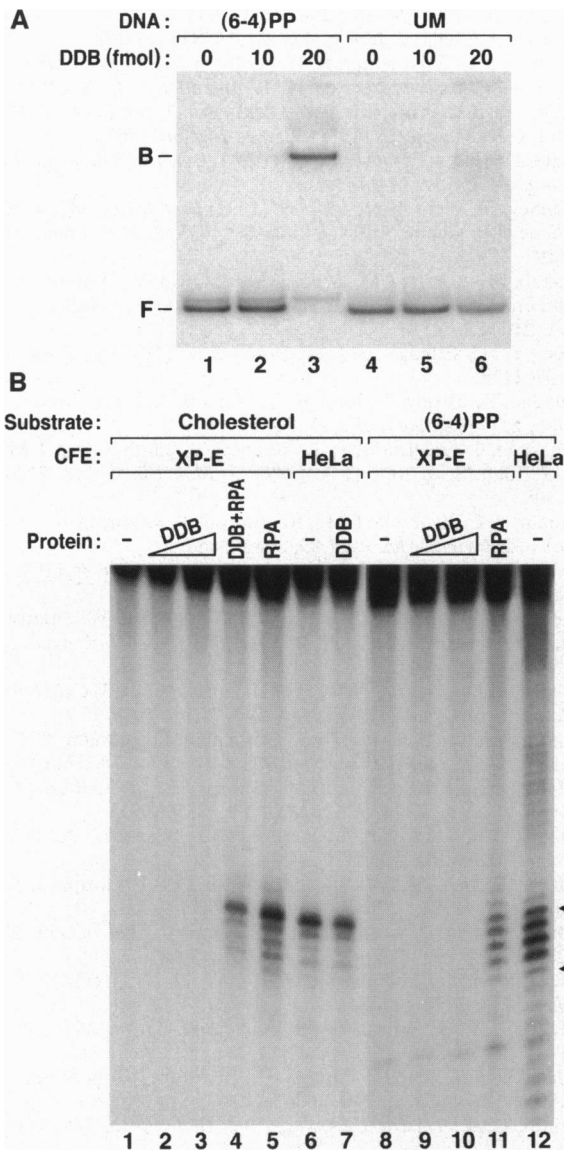 A
DNA : (6-4)PP UM
DDB (fmol) : 0 10 20 0 10 20
B
F
1 2 3 4 5 6
B
Substrate: Cholesterol (6-4)PP
CFE: XP-E HeLa XP-E HeLa
Protein: - DDB DDB+RPA RPA - DDB - DDB RPA -
1 2 3 4 5 6 7 8 9 10 11 12